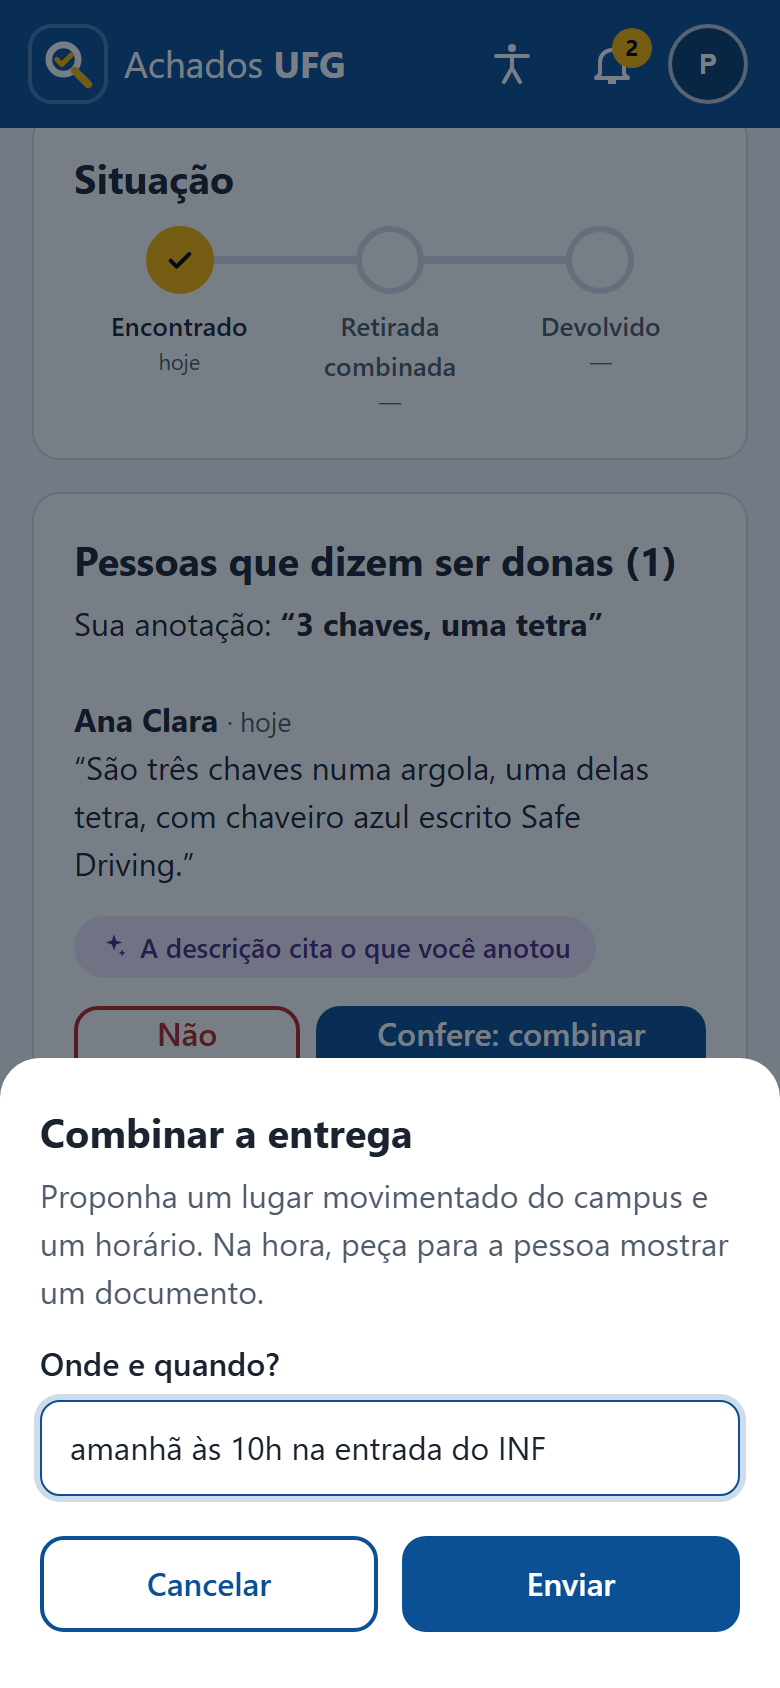 Achados UFG
2
P
Situação
Encontrado
hoje
Retirada
combinada
—
Devolvido
—
Pessoas que dizem ser donas (1)
Sua anotação: “3 chaves, uma tetra”
Ana Clara · hoje
“São três chaves numa argola, uma delas
tetra, com chaveiro azul escrito Safe
Driving.”
A descrição cita o que você anotou
Não
Confere: combinar
Combinar a entrega
Proponha um lugar movimentado do campus e
um horário. Na hora, peça para a pessoa mostrar
um documento.
Onde e quando?
amanhã às 10h na entrada do INF
Cancelar
Enviar